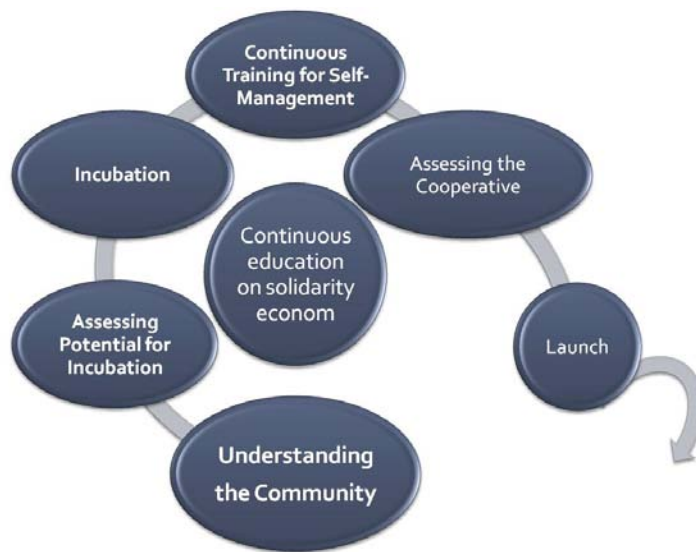 Continuous
Training for Self-
Management
Incubation
Assessing the
Cooperative
Continuous
education
on solidarity
econom
Assessing
Potential for
Incubation
Launch
Understanding
the Community